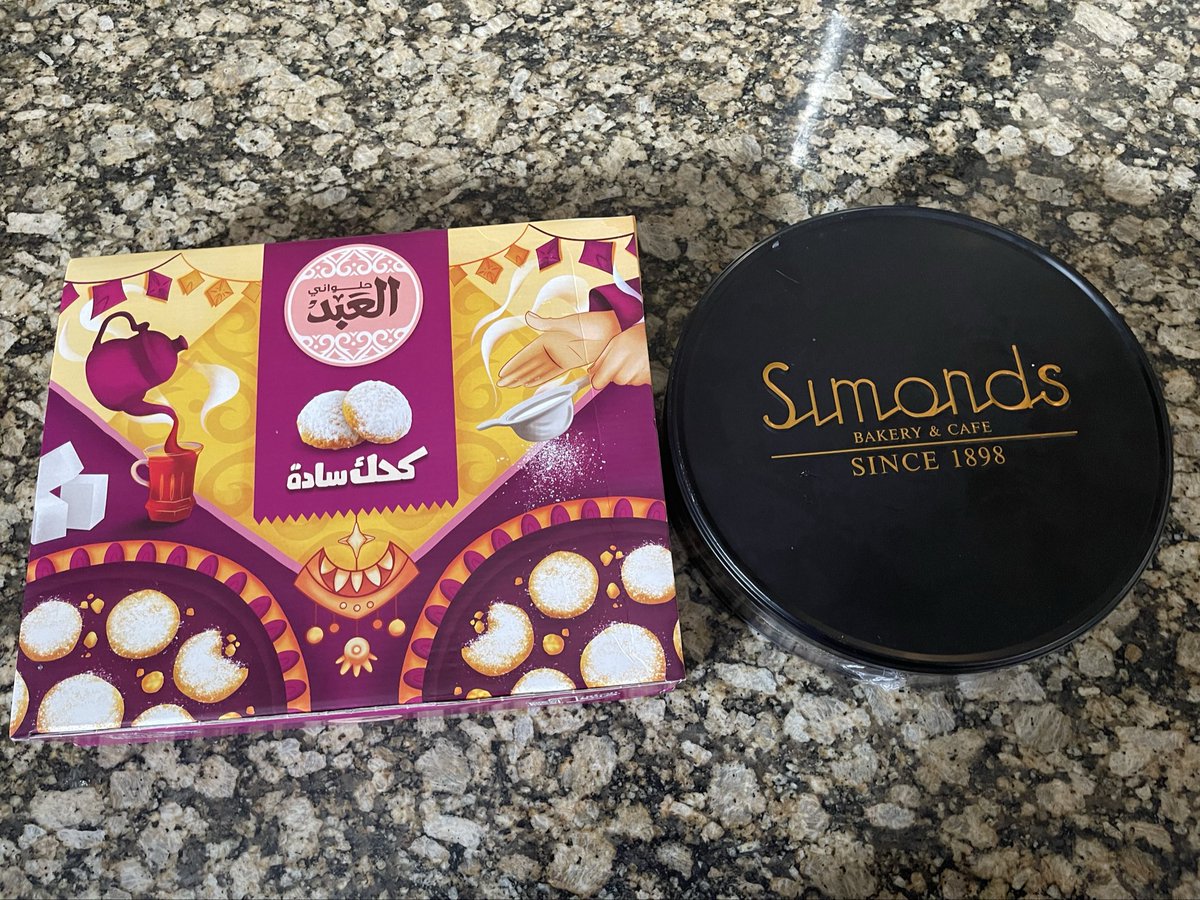 حلواني
العبد
كحك سادة
Simonds
BAKERY & CAFE
SINCE 1898